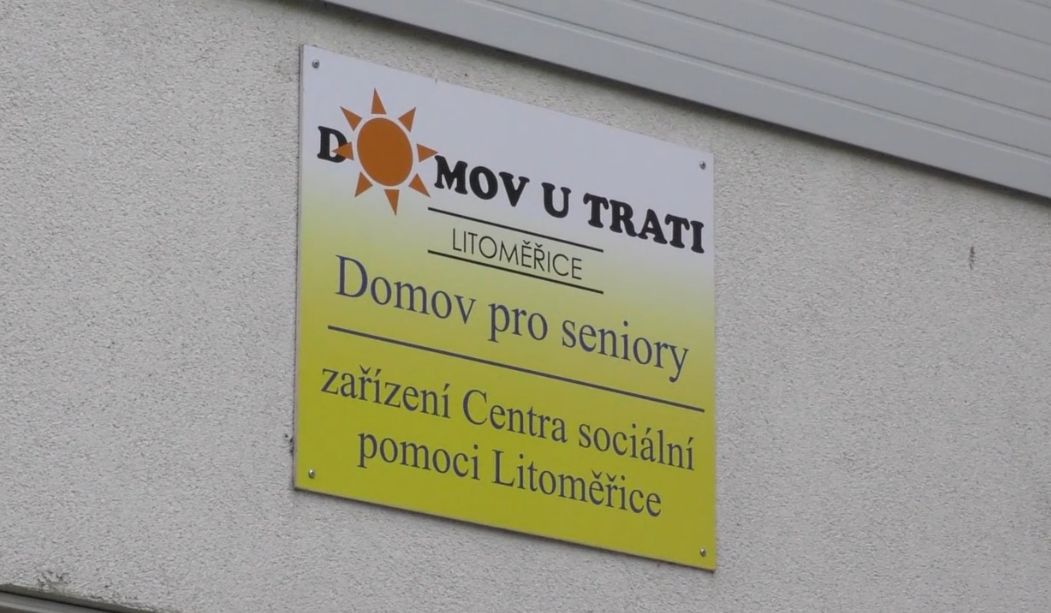 DOMOV U TRATI
LITOMĚŘICE
Domov pro seniory
zařízení Centra sociální
pomoci Litoměřice